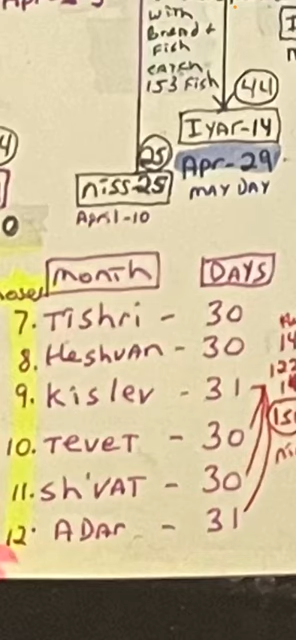 with
Bread +
Fish
catch
153 Fish
44
Iyar-14
Apr-29
MAY DAY
25
niss-25
April-10
month DAYS
7. Tishri - 30
8. HeshvAn - 30
9. Kislev - 31
10. TeveT - 30
11. Sh'VAT - 30
12. ADAr - 31